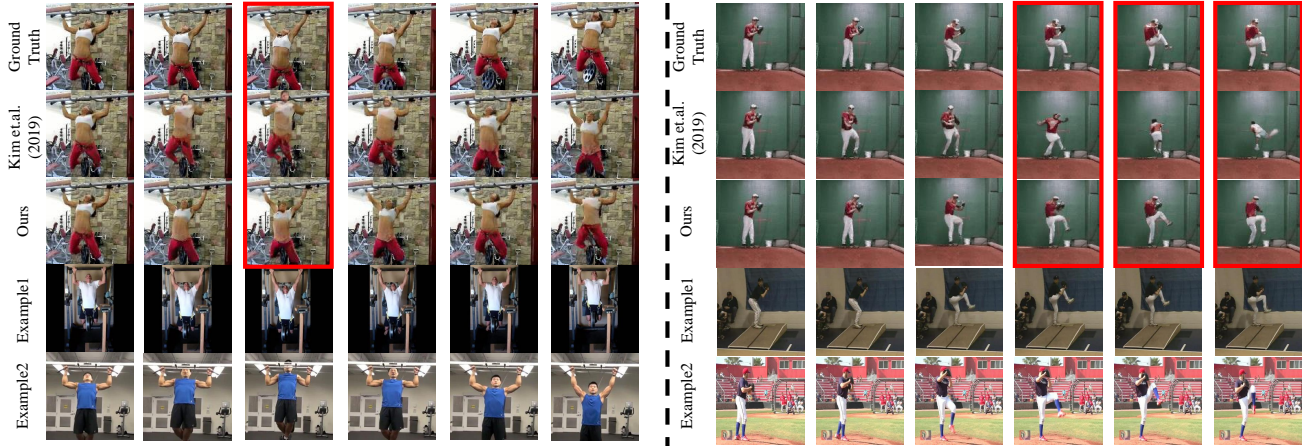 Ground
Truth
Kim et.al.
(2019)
Ours
Example1
Example2
Ground
Truth
Kim et.al.
(2019)
Ours
Example1
Example2